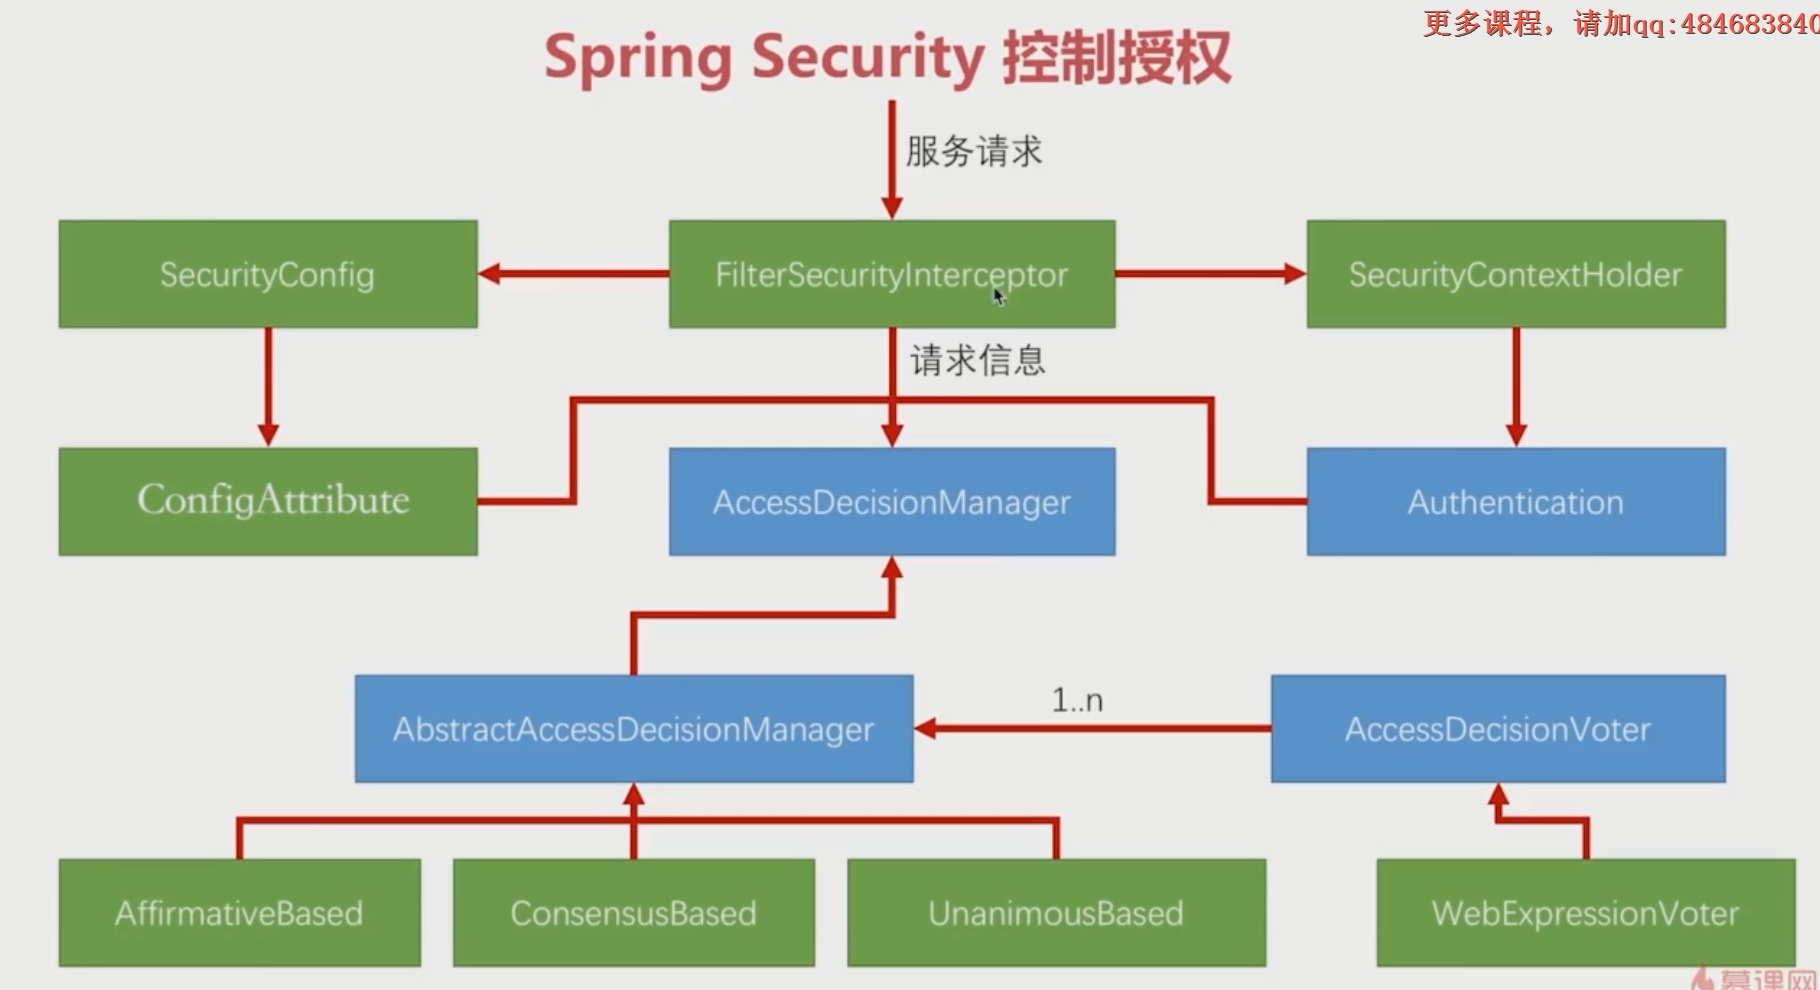 更多课程，请加qq:484683840
Spring Security 控制授权
服务请求
SecurityConfig
FilterSecurityInterceptor
SecurityContextHolder
请求信息
ConfigAttribute
AccessDecisionManager
Authentication
AbstractAccessDecisionManager
1..n
AccessDecisionVoter
AffirmativeBased
ConsensusBased
UnanimousBased
WebExpressionVoter
慕课网